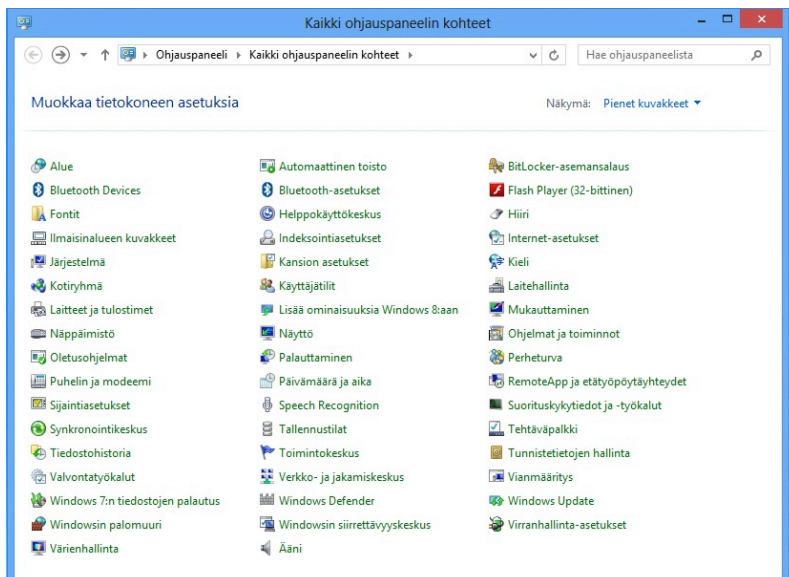 Kaikki ohjauspaneelin kohteet
Ohjauspaneeli Kaikki ohjauspaneelin kohteet
Hae ohjauspaneelista
Muokkaa tietokoneen asetuksia
Näkymä: Pienet kuvakkeet
Alue Automaattinen toisto BitLocker-asemansalaus
Bluetooth Devices Bluetooth-asetukset Flash Player (32-bittinen)
Fontit Helppokäyttökeskus Hiiri
Ilmaisinalueen kuvakkeet Indeksointiasetukset Internet-asetukset
Järjestelmä Kansion asetukset Kieli
Kotiryhmä Käyttäjätilit Laitehallinta
Laitteet ja tulostimet Lisää ominaisuuksia Windows 8:aan Mukauttaminen
Näppäimistö Näyttö Ohjelmat ja toiminnot
Oletusohjelmat Palauttaminen Perheturva
Puhelin ja modeemi Päivämäärä ja aika RemoteApp ja etätyöpöytäyhteydet
Sijaintiasetukset Speech Recognition Suorituskykytiedot ja -työkalut
Synkronointikeskus Tallennustilat Tehtäväpalkki
Tiedostohistoria Toimintokeskus Tunnistetietojen hallinta
Valvontatyökalut Verkko- ja jakamiskeskus Vianmääritys
Windows 7:n tiedostojen palautus Windows Defender Windows Update
Windowsin palomuuri Windowsin siirrettävyyskeskus Virranhallinta-asetukset
Värienhallinta Ääni